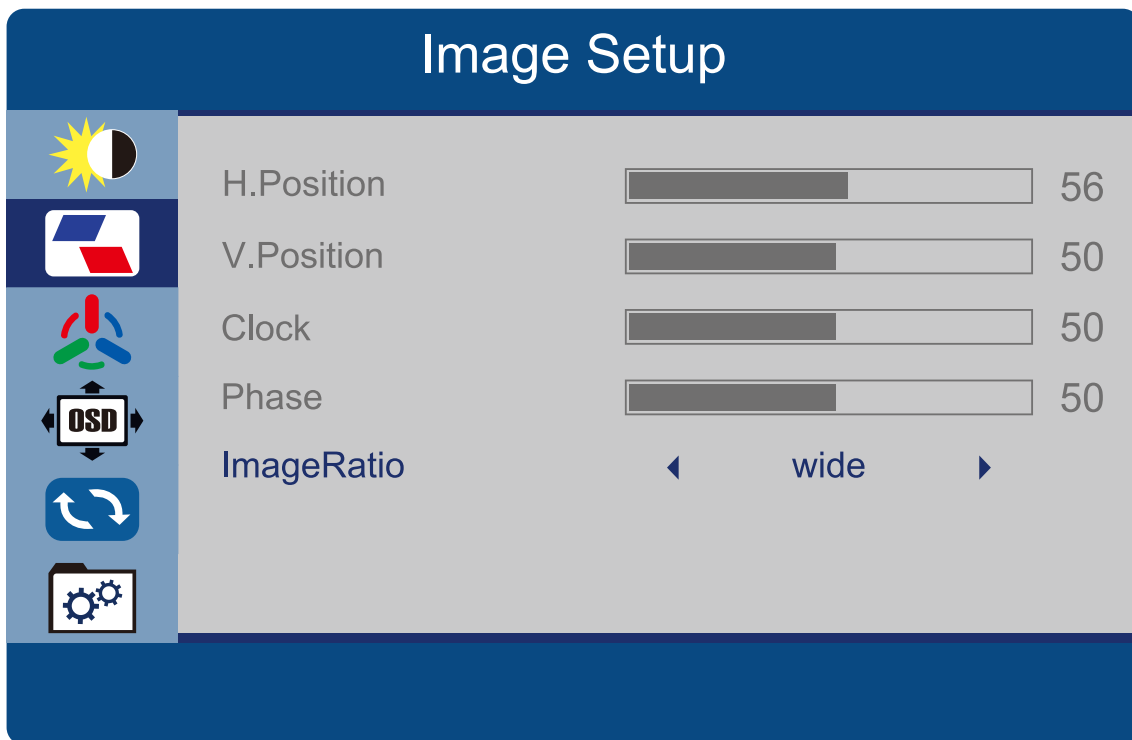 Image Setup
H.Position 56
V.Position 50
Clock 50
Phase 50
OSD
ImageRatio wide